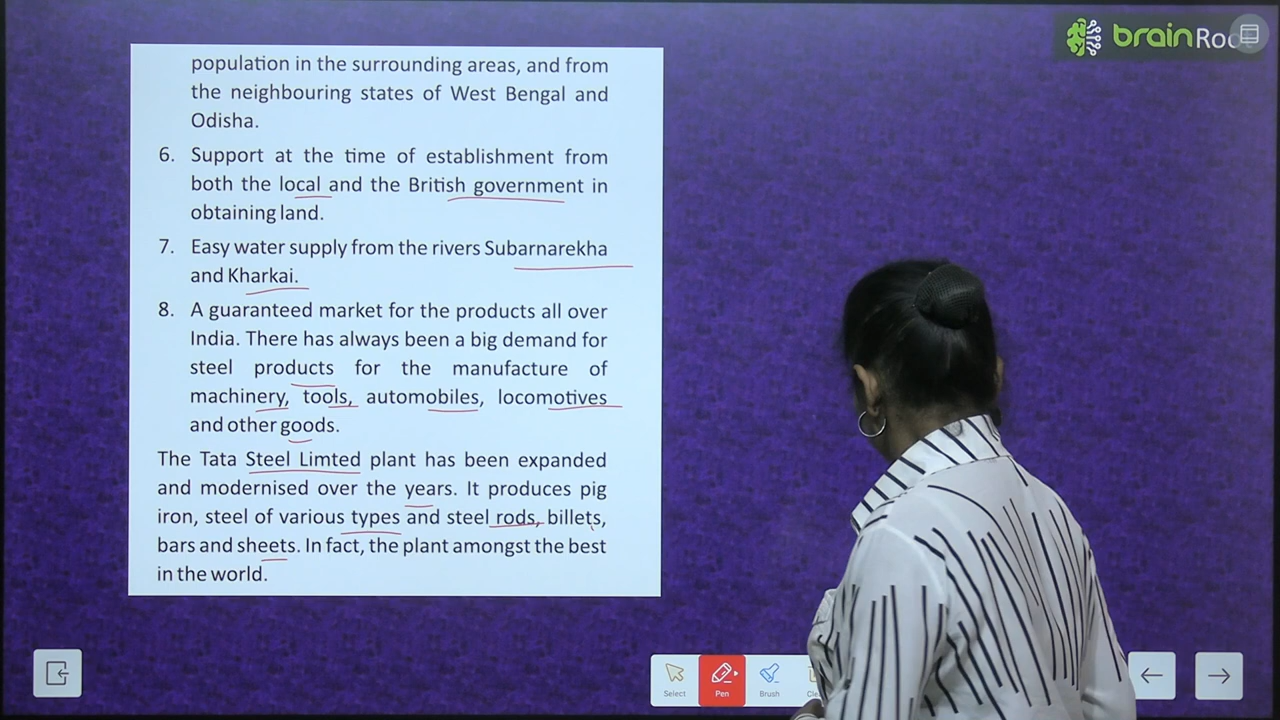 brainRoo
population in the surrounding areas, and from
the neighbouring states of West Bengal and
Odisha.
6. Support at the time of establishment from
both the local and the British government in
obtaining land.
7. Easy water supply from the rivers Subarnarekha
and Kharkai.
8. A guaranteed market for the products all over
India. There has always been a big demand for
steel products for the manufacture of
machinery, tools, automobiles, locomotives
and other goods.
The Tata Steel Limted plant has been expanded
and modernised over the years. It produces pig
iron, steel of various types and steel rods, billets,
bars and sheets. In fact, the plant amongst the best
in the world.
Select Pen Brush